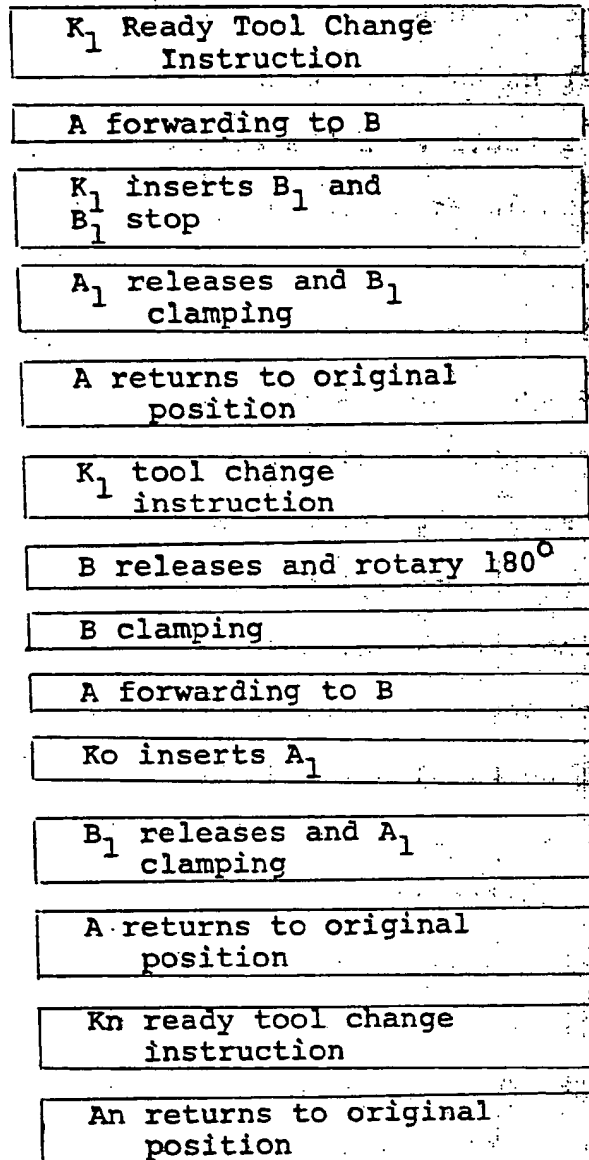 K1 Ready Tool Change
Instruction
A forwarding to B
K1 inserts B1 and
B1 stop
A1 releases and B1
clamping
A returns to original
position
K1 tool change
instruction
B releases and rotary 180°
B clamping
A forwarding to B
Ko inserts A1
B1 releases and A1
clamping
A returns to original
position
Kn ready tool change
instruction
An returns to original
position